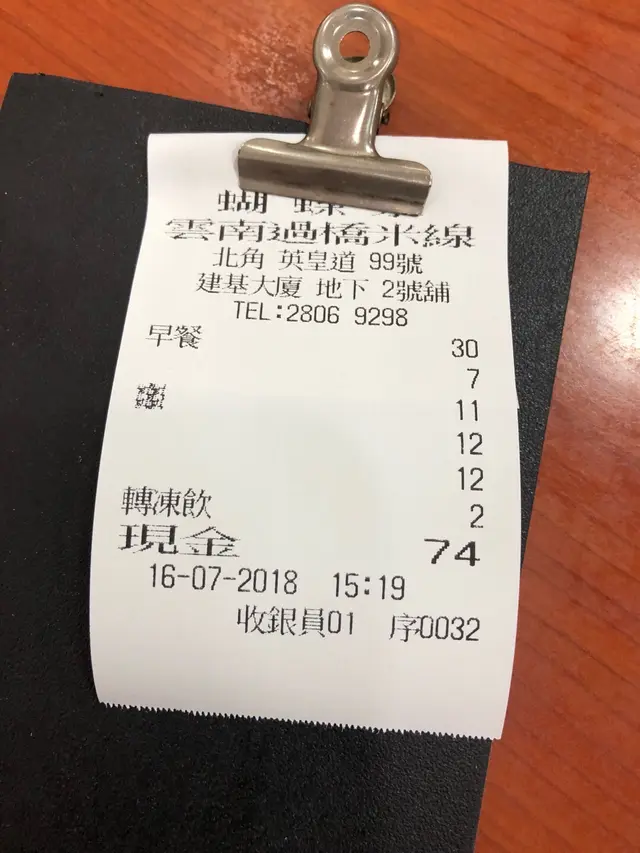 蝴蝶
雲南過橋米線
北角 英皇道 99號
建基大廈 地下 2號舖
TEL:2806 9298
早餐 30
7
11
12
12
轉凍飲 2
現金 74
16-07-2018 15:19
收銀員01 序0032